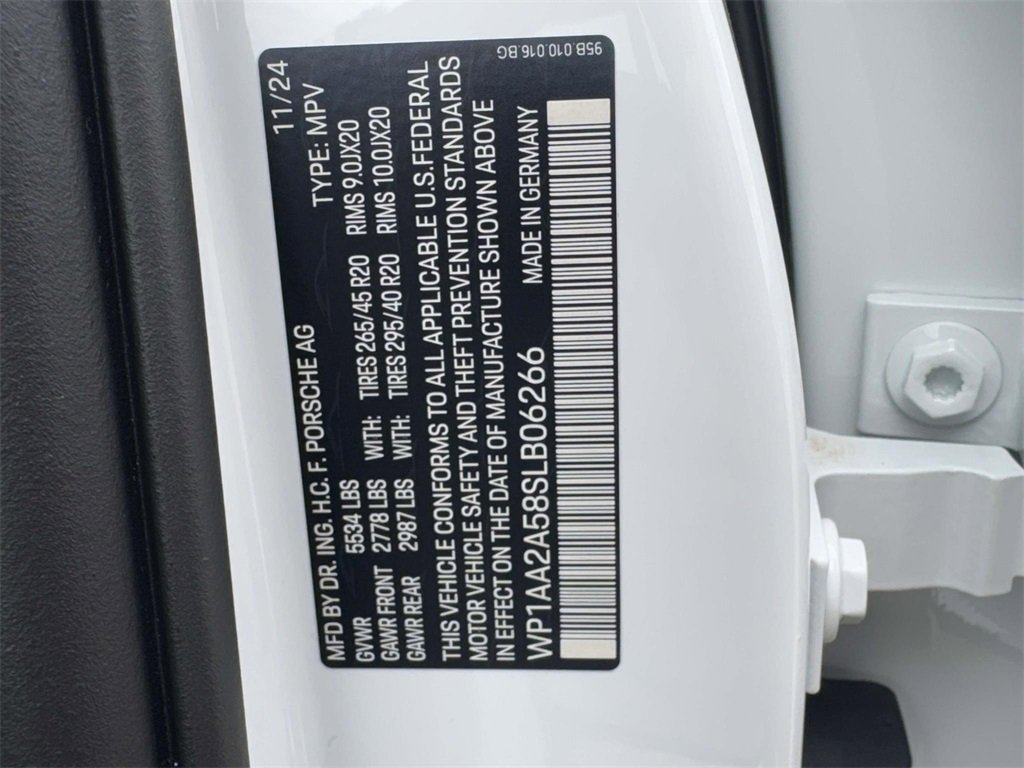 MFD BY DR. ING. H.C. F. PORSCHE AG 11/24
GVWR 5534 LBS TYPE: MPV
GAWR FRONT 2778 LBS WITH: TIRES 265/45 R20 RIMS 9.0JX20
GAWR REAR 2987 LBS WITH: TIRES 295/40 R20 RIMS 10.0JX20
THIS VEHICLE CONFORMS TO ALL APPLICABLE U.S.FEDERAL
MOTOR VEHICLE SAFETY AND THEFT PREVENTION STANDARDS
IN EFFECT ON THE DATE OF MANUFACTURE SHOWN ABOVE
WP1AA2A58SLB06266 MADE IN GERMANY
95B.010.016.BG